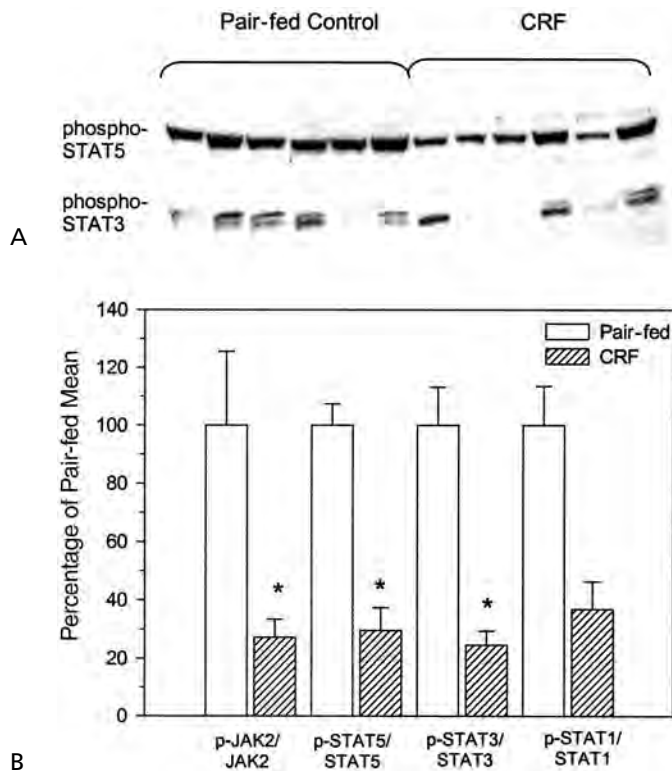 Pair-fed Control CRF
phospho-
STAT5
phospho-
STAT3
A
140
120
100
80
60
40
20
0
Percentage of Pair-fed Mean
Pair-fed
CRF
*
*
*
p-JAK2/
JAK2
p-STAT5/
STAT5
p-STAT3/
STAT3
p-STAT1/
STAT1
B